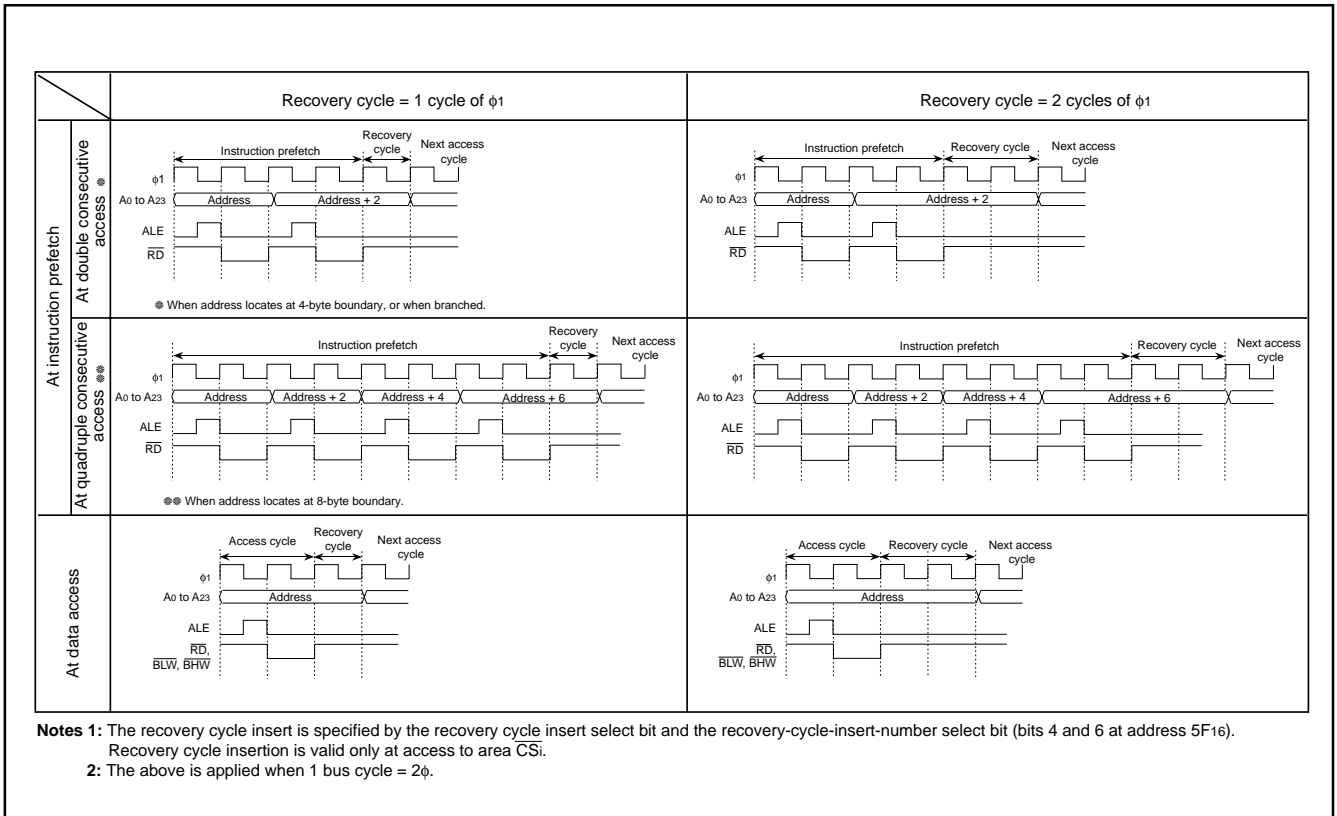 Recovery cycle = 1 cycle of φ1
Recovery cycle = 2 cycles of φ1
At instruction prefetch
At double consecutive access ※
Instruction prefetch
Recovery cycle
Next access cycle
φ1
A0 to A23
Address
Address + 2
ALE
RD
※ When address locates at 4-byte boundary, or when branched.
Instruction prefetch
Recovery cycle
Next access cycle
φ1
A0 to A23
Address
Address + 2
ALE
RD
At quadruple consecutive access ※※
Instruction prefetch
Recovery cycle
Next access cycle
φ1
A0 to A23
Address
Address + 2
Address + 4
Address + 6
ALE
RD
※※ When address locates at 8-byte boundary.
Instruction prefetch
Recovery cycle
Next access cycle
φ1
A0 to A23
Address
Address + 2
Address + 4
Address + 6
ALE
RD
At data access
Access cycle
Recovery cycle
Next access cycle
φ1
A0 to A23
Address
ALE
RD,
BLW, BHW
Access cycle
Recovery cycle
Next access cycle
φ1
A0 to A23
Address
ALE
RD,
BLW, BHW
Notes 1: The recovery cycle insert is specified by the recovery cycle insert select bit and the recovery-cycle-insert-number select bit (bits 4 and 6 at address 5F16).
Recovery cycle insertion is valid only at access to area CSi.
2: The above is applied when 1 bus cycle = 2φ.